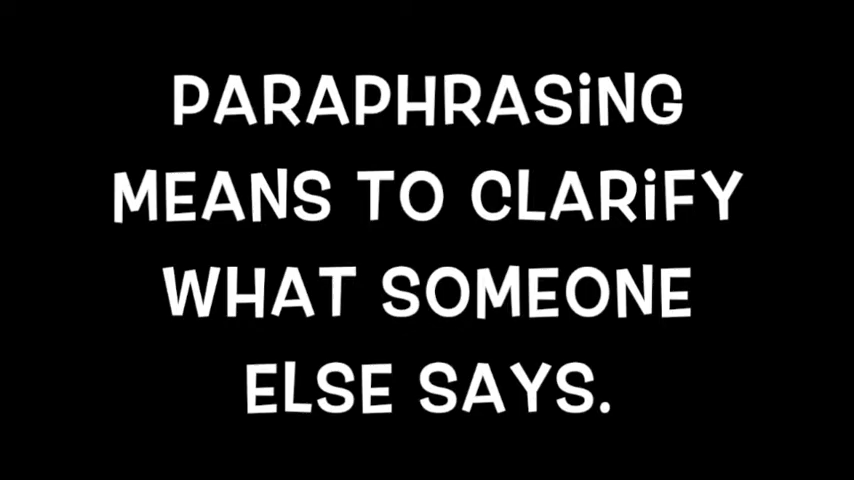 PARAPHRASiNG
MEANS TO CLARiFY
WHAT SOMEONE
ELSE SAYS.